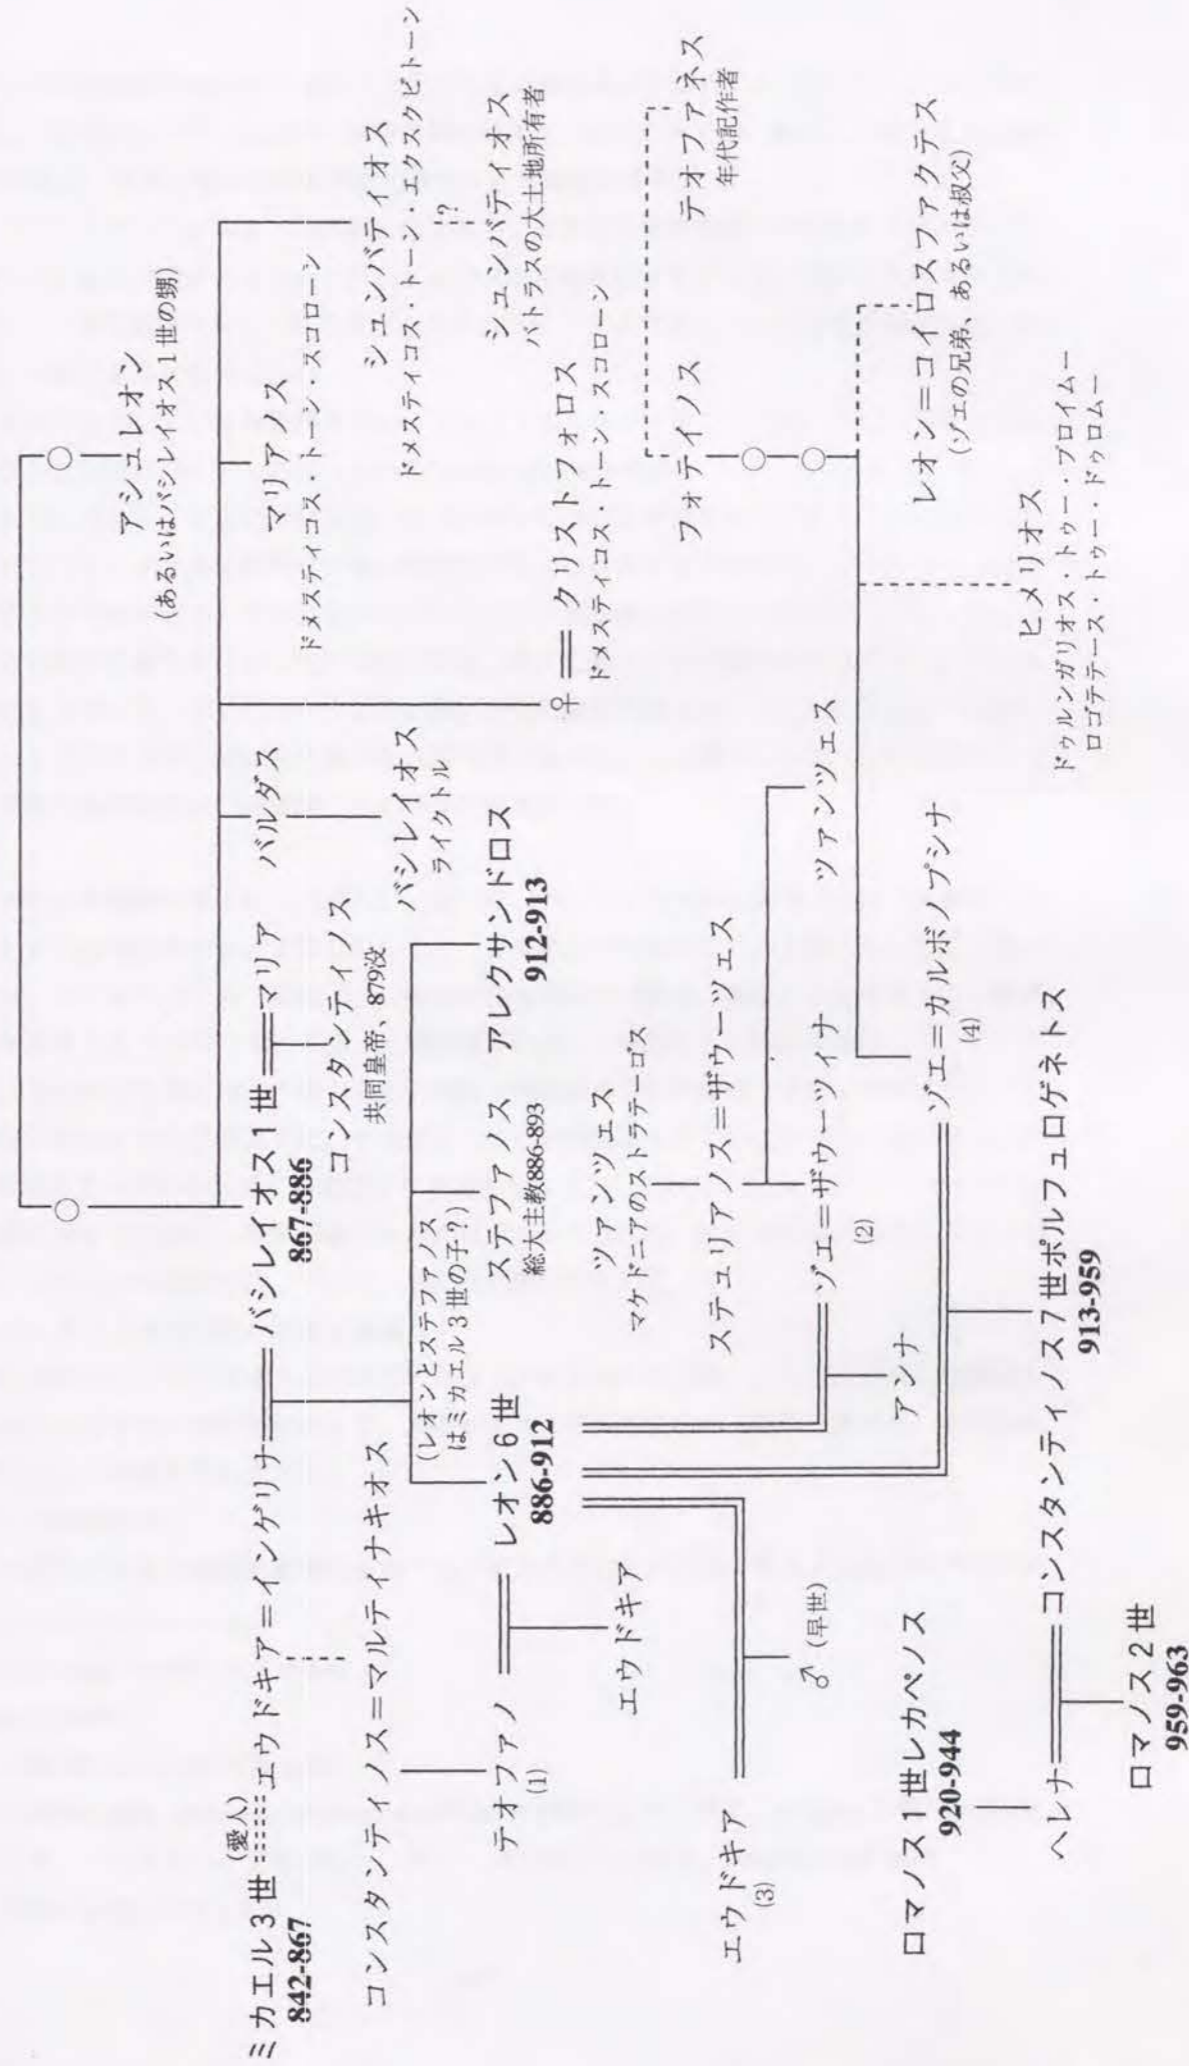 アシュレオン
(あるいはバシレイオス1世の甥)
ミカエル3世
842-867
(愛人)
エウドキア=インゲリナ
バシレイオス1世
867-886
マリア
バルダス
マリアノス
ドメスティコス・トーン・スコローン
シュンバティオス
ドメスティコス・トーン・エクスクビトーン
?
シュンバティオス
パトラスの大土地所有者
コンスタンティノス=マルティナキオス
コンスタンティノス
共同皇帝、879没
バシレイオス
ライクトル
(レオンとステファノス
はミカエル3世の子?)
テオファノ
(1)
レオン6世
886-912
ステファノス
総大主教886-893
アレクサンドロス
912-913
♀
クリストフォロス
ドメスティコス・トーン・スコローン
エウドキア
ツァンツェス
マケドニアのストラテーゴス
ステュリアノス=ザウーツェス
フォティノス
テオファネス
年代記作者
エウドキア
(3)
♂(早世)
ゾエ=ザウーツィナ
(2)
ツァンツェス
アンナ
ロマノス1世レカペノス
920-944
ゾエ=カルボノプシナ
(4)
レオン=コイロスファクテス
(ゾエの兄弟、あるいは叔父)
ヒメリオス
ドゥルンガリオス・トゥー・プロイムー
ロゴテテース・トゥー・ドゥロムー
ヘレナ
コンスタンティノス7世ポルフュロゲネトス
913-959
ロマノス2世
959-963